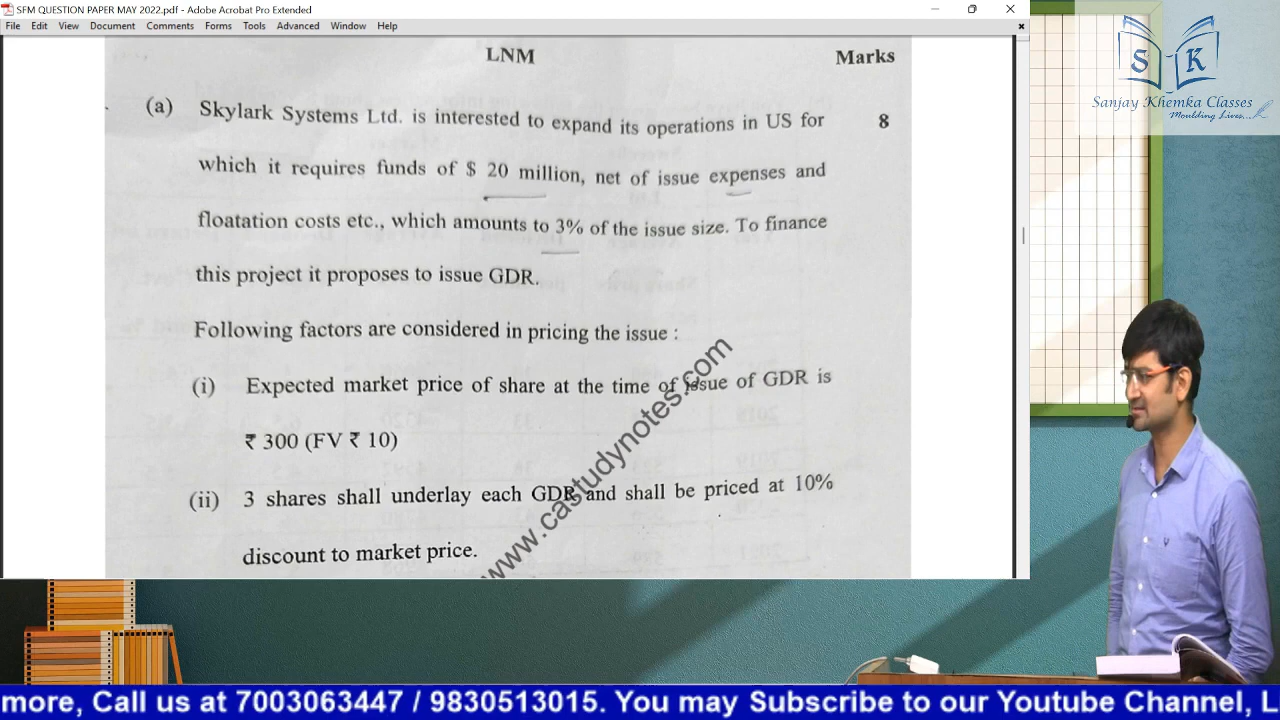 SFM QUESTION PAPER MAY 2022.pdf - Adobe Acrobat Pro Extended
File Edit View Document Comments Forms Tools Advanced Window Help
LNM Marks
(a) Skylark Systems Ltd. is interested to expand its operations in US for 8
which it requires funds of $ 20 million, net of issue expenses and
floatation costs etc., which amounts to 3% of the issue size. To finance
this project it proposes to issue GDR.
Following factors are considered in pricing the issue :
(i) Expected market price of share at the time of issue of GDR is
₹ 300 (FV ₹ 10)
(ii) 3 shares shall underlay each GDR and shall be priced at 10%
discount to market price.
www.castudynotes.com
S K
Sanjay Khemka Classes
Moulding Lives...
more, Call us at 7003063447 / 9830513015. You may Subscribe to our Youtube Channel, L